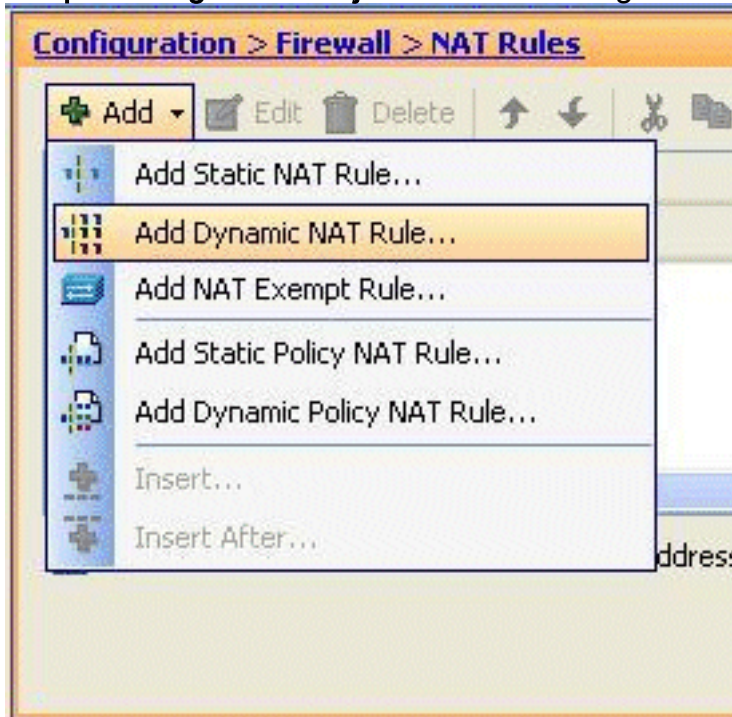 Configuration > Firewall > NAT Rules
Add Edit Delete
Add Static NAT Rule...
Add Dynamic NAT Rule...
Add NAT Exempt Rule...
Add Static Policy NAT Rule...
Add Dynamic Policy NAT Rule...
Insert...
Insert After...